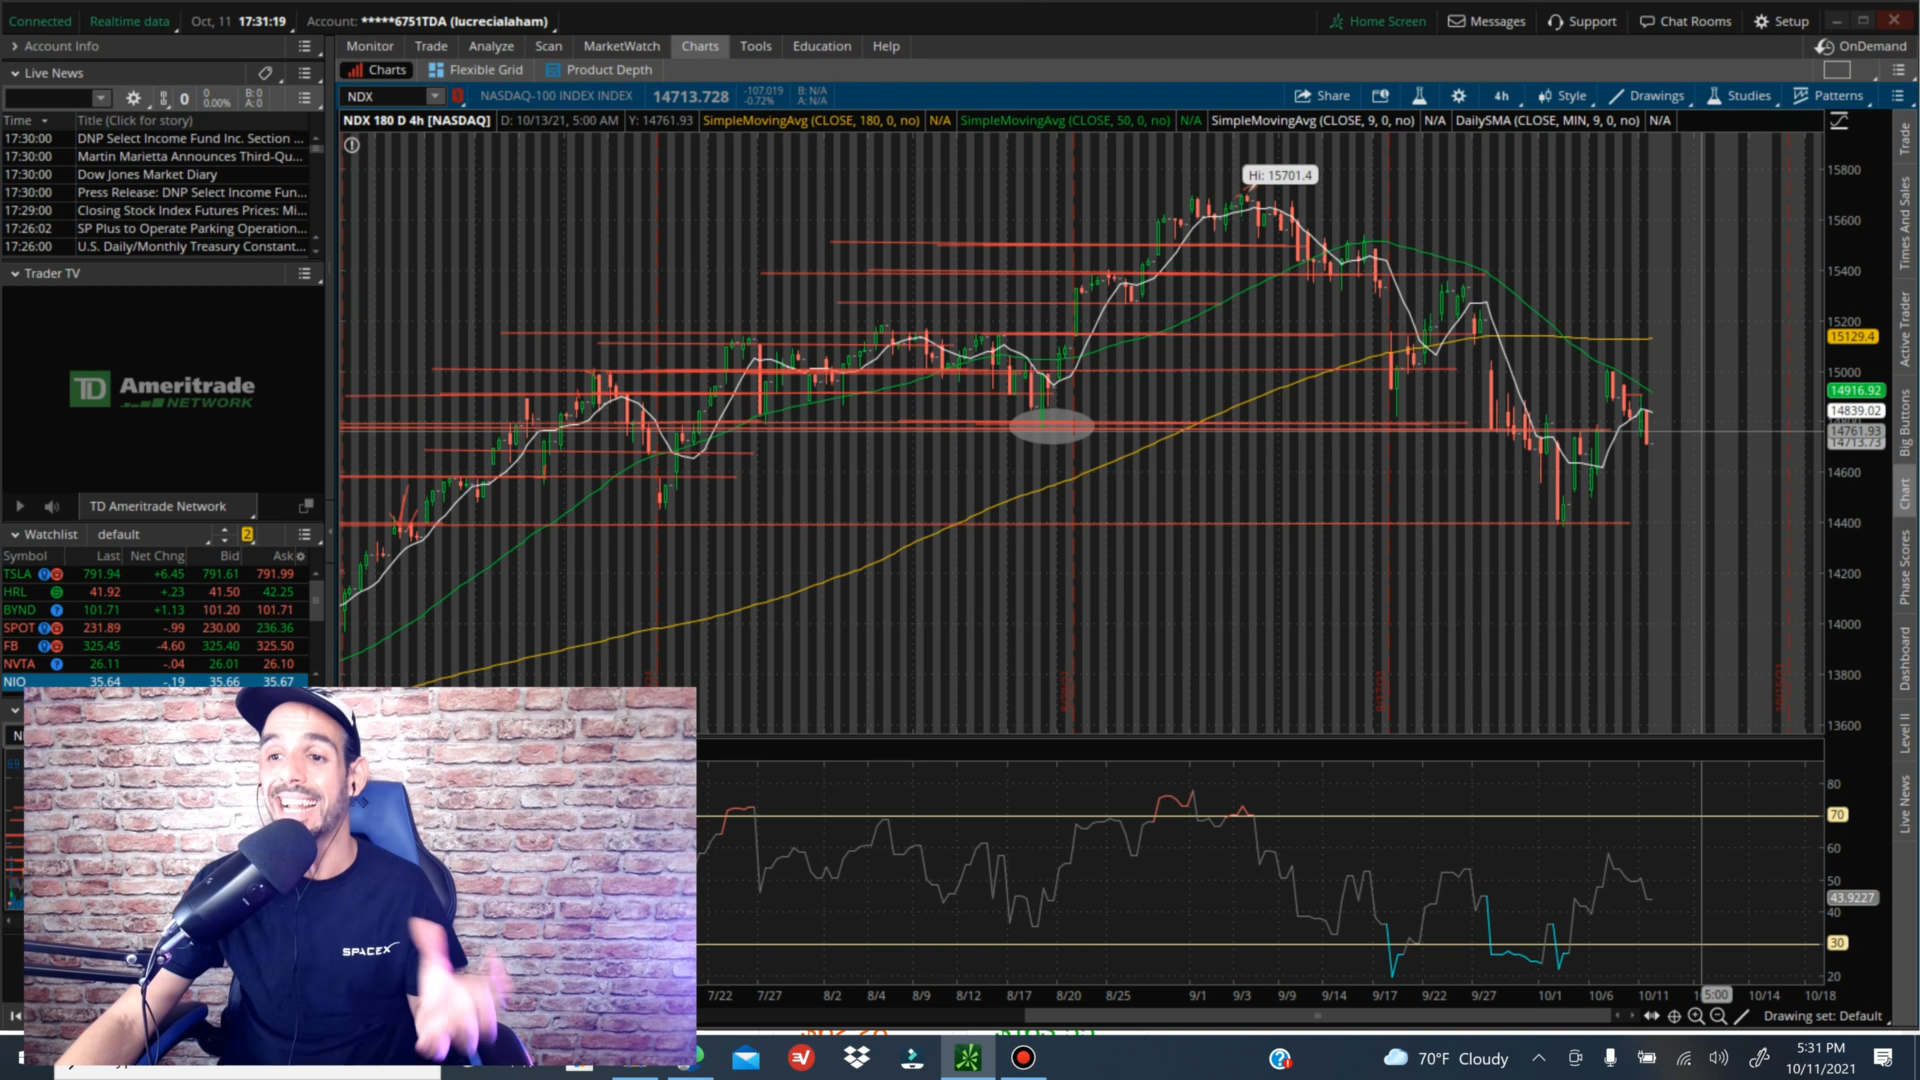 Connected Realtime data Oct, 11 17:31:19 Account: *****6751TDA (lucrecialaham) Home Screen Messages Support Chat Rooms Setup
Account Info Monitor Trade Analyze Scan MarketWatch Charts Tools Education Help OnDemand
Live News Charts Flexible Grid Product Depth
0 0.00% B: 0 A: 0 NDX NASDAQ-100 INDEX INDEX 14713.728 -107.019 -0.72% B: N/A A: N/A Share 4h Style Drawings Studies Patterns
Time Title (Click for story)
NDX 180 D 4h [NASDAQ] D: 10/13/21, 5:00 AM Y: 14761.93 SimpleMovingAvg (CLOSE, 180, 0, no) N/A SimpleMovingAvg (CLOSE, 50, 0, no) N/A SimpleMovingAvg (CLOSE, 9, 0, no) N/A DailySMA (CLOSE, MIN, 9, 0, no) N/A
17:30:00 DNP Select Income Fund Inc. Section ...
17:30:00 Martin Marietta Announces Third-Qu...
17:30:00 Dow Jones Market Diary
17:30:00 Press Release: DNP Select Income Fun...
17:29:00 Closing Stock Index Futures Prices: Mi...
17:26:02 SP Plus to Operate Parking Operation...
17:26:00 U.S. Daily/Monthly Treasury Constant...
Trader TV
TD Ameritrade
NETWORK
TD Ameritrade Network
Watchlist default 2
Symbol Last Net Chng Bid Ask
TSLA 791.94 +6.45 791.61 791.99
HRL 41.92 +.23 41.50 42.25
BYND 101.71 +1.13 101.20 101.71
SPOT 231.89 -.99 230.00 236.36
FB 325.45 -4.60 325.40 325.50
NVTA 26.11 -.04 26.01 26.10
NIO 35.64 -.19 35.66 35.67
Hi: 15701.4
15800
15600
15400
15200
15129.4
15000
14916.92
14839.02
14761.93
14713.73
14600
14400
14200
14000
13800
13600
80
70
60
50
43.9227
40
30
20
7/22 7/27 8/2 8/4 8/9 8/12 8/17 8/20 8/25 9/1 9/3 9/9 9/14 9/17 9/22 9/27 10/1 10/6 10/11 5:00 10/14 10/18
Drawing set: Default
Trade
Times And Sales
Active Trader
Big Buttons
Chart
Phase Scores
Dashboard
Level II
Live News
SPACEX
70°F Cloudy
5:31 PM
10/11/2021